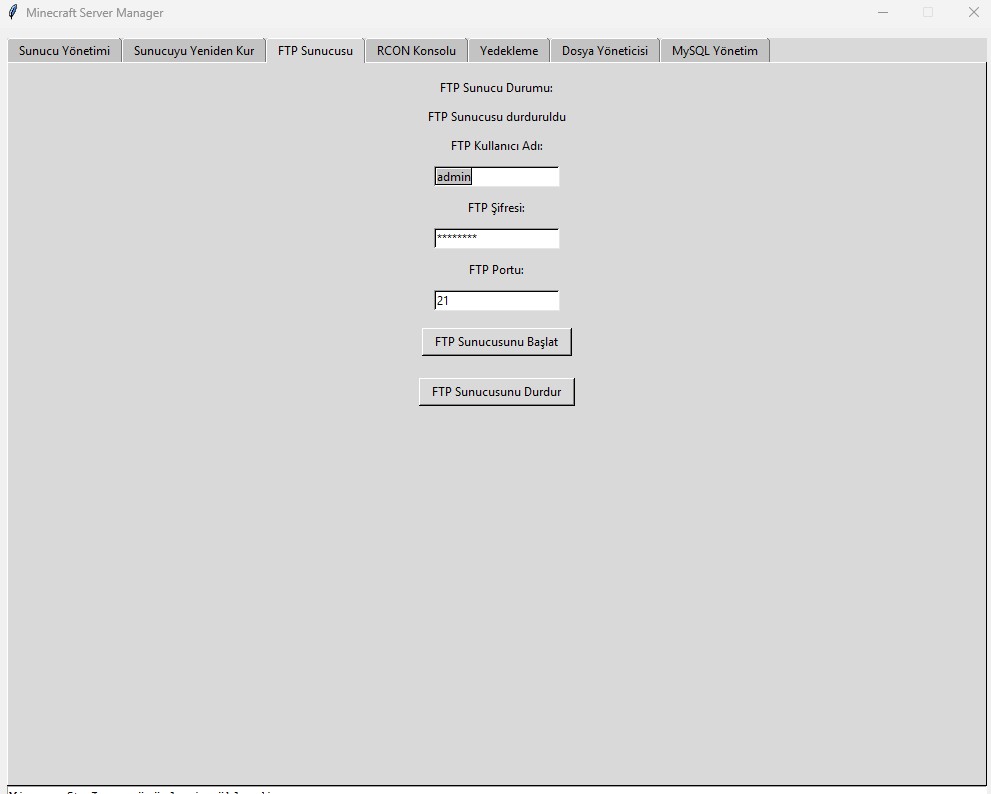 Minecraft Server Manager
Sunucu Yönetimi Sunucuyu Yeniden Kur FTP Sunucusu RCON Konsolu Yedekleme Dosya Yöneticisi MySQL Yönetim
FTP Sunucu Durumu:
FTP Sunucusu durduruldu
FTP Kullanıcı Adı:
admin
FTP Şifresi:
********
FTP Portu:
21
FTP Sunucusunu Başlat
FTP Sunucusunu Durdur